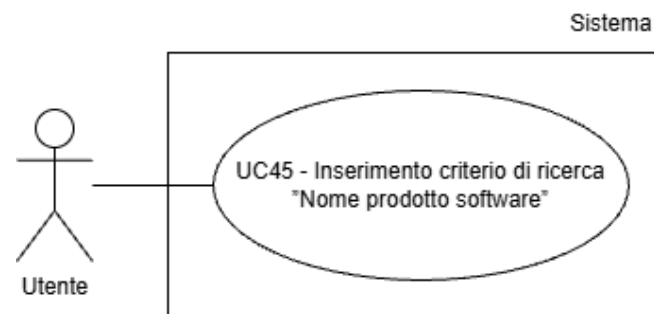 Sistema
UC45 - Inserimento criterio di ricerca
"Nome prodotto software"
Utente